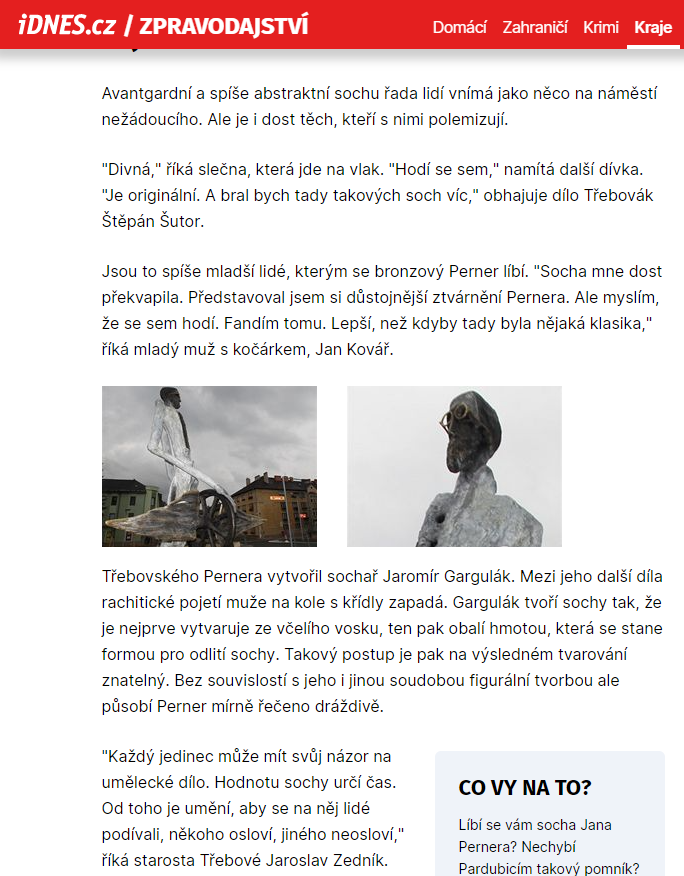 iDNES.cz / ZPRAVODAJSTVÍ
Domácí Zahraničí Krimi Kraje
Avantgardní a spíše abstraktní sochu řada lidí vnímá jako něco na náměstí
nežádoucího. Ale je i dost těch, kteří s nimi polemizují.
"Divná," říká slečna, která jde na vlak. "Hodí se sem," namítá další dívka.
"Je originální. A bral bych tady takových soch víc," obhajuje dílo Třebovák
Štěpán Šutor.
Jsou to spíše mladší lidé, kterým se bronzový Perner líbí. "Socha mne dost
překvapila. Představoval jsem si důstojnější ztvárnění Pernera. Ale myslím,
že se sem hodí. Fandím tomu. Lepší, než kdyby tady byla nějaká klasika,"
říká mladý muž s kočárkem, Jan Kovář.
Třebovského Pernera vytvořil sochař Jaromír Gargulák. Mezi jeho další díla
rachitické pojetí muže na kole s křídly zapadá. Gargulák tvoří sochy tak, že
je nejprve vytvaruje ze včelího vosku, ten pak obalí hmotou, která se stane
formou pro odlití sochy. Takový postup je pak na výsledném tvarování
znatelný. Bez souvislostí s jeho i jinou soudobou figurální tvorbou ale
působí Perner mírně řečeno dráždivě.
"Každý jedinec může mít svůj názor na
umělecké dílo. Hodnotu sochy určí čas.
Od toho je umění, aby se na něj lidé
podívali, někoho osloví, jiného neosloví,"
říká starosta Třebové Jaroslav Zedník.
CO VY NA TO?
Líbí se vám socha Jana
Pernera? Nechybí
Pardubicím takový pomník?